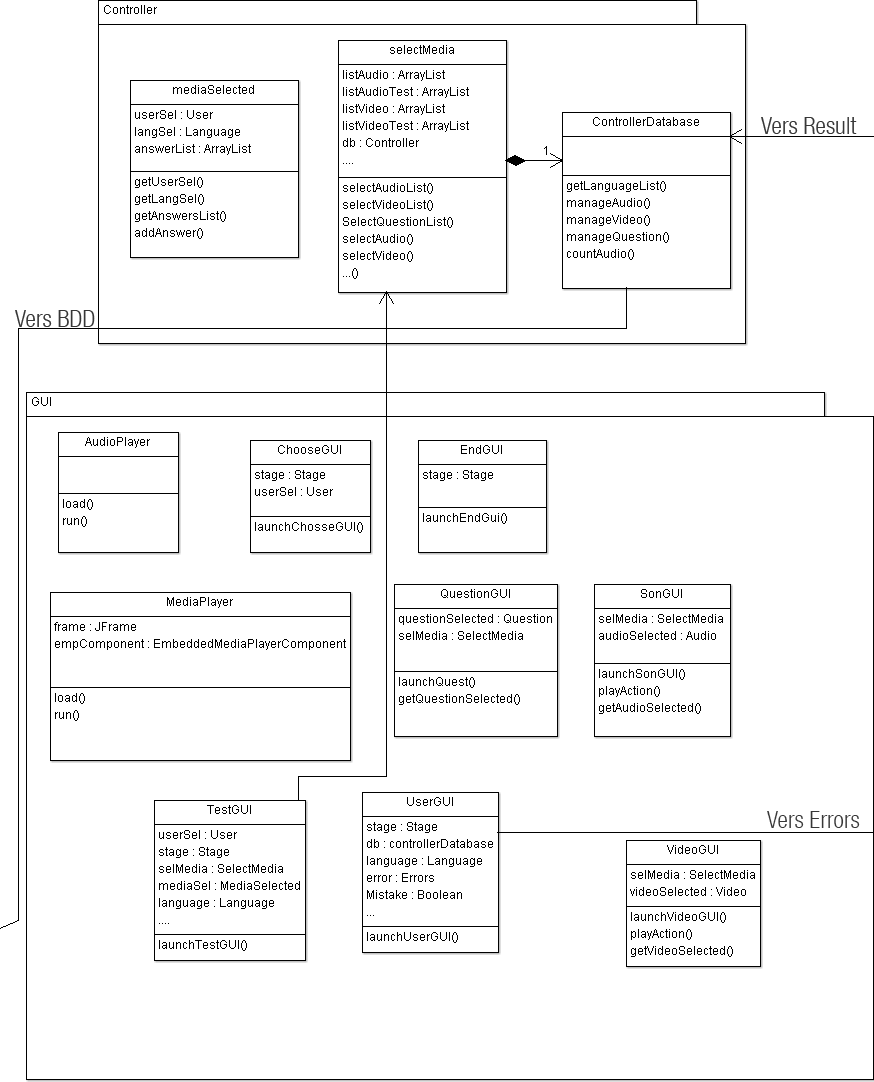 Controller
mediaSelected
userSel : User
langSel : Language
answerList : ArrayList
getUserSel()
getLangSel()
getAnswersList()
addAnswer()
selectMedia
listAudio : ArrayList
listAudioTest : ArrayList
listVideo : ArrayList
listVideoTest : ArrayList
db : Controller
....
selectAudioList()
selectVideoList()
SelectQuestionList()
selectAudio()
selectVideo()
...()
1
ControllerDatabase
getLanguageList()
manageAudio()
manageVideo()
manageQuestion()
countAudio()
Vers Result
Vers BDD
GUI
AudioPlayer
load()
run()
ChooseGUI
stage : Stage
userSel : User
launchChosseGUI()
EndGUI
stage : Stage
launchEndGui()
MediaPlayer
frame : JFrame
empComponent : EmbeddedMediaPlayerComponent
load()
run()
QuestionGUI
questionSelected : Question
selMedia : SelectMedia
launchQuest()
getQuestionSelected()
SonGUI
selMedia : SelectMedia
audioSelected : Audio
launchSonGUI()
playAction()
getAudioSelected()
TestGUI
userSel : User
stage : Stage
selMedia : SelectMedia
mediaSel : MediaSelected
language : Language
....
launchTestGUI()
UserGUI
stage : Stage
db : controllerDatabase
language : Language
error : Errors
Mistake : Boolean
...
launchUserGUI()
Vers Errors
VideoGUI
selMedia : SelectMedia
videoSelected : Video
launchVideoGUI()
playAction()
getVideoSelected()